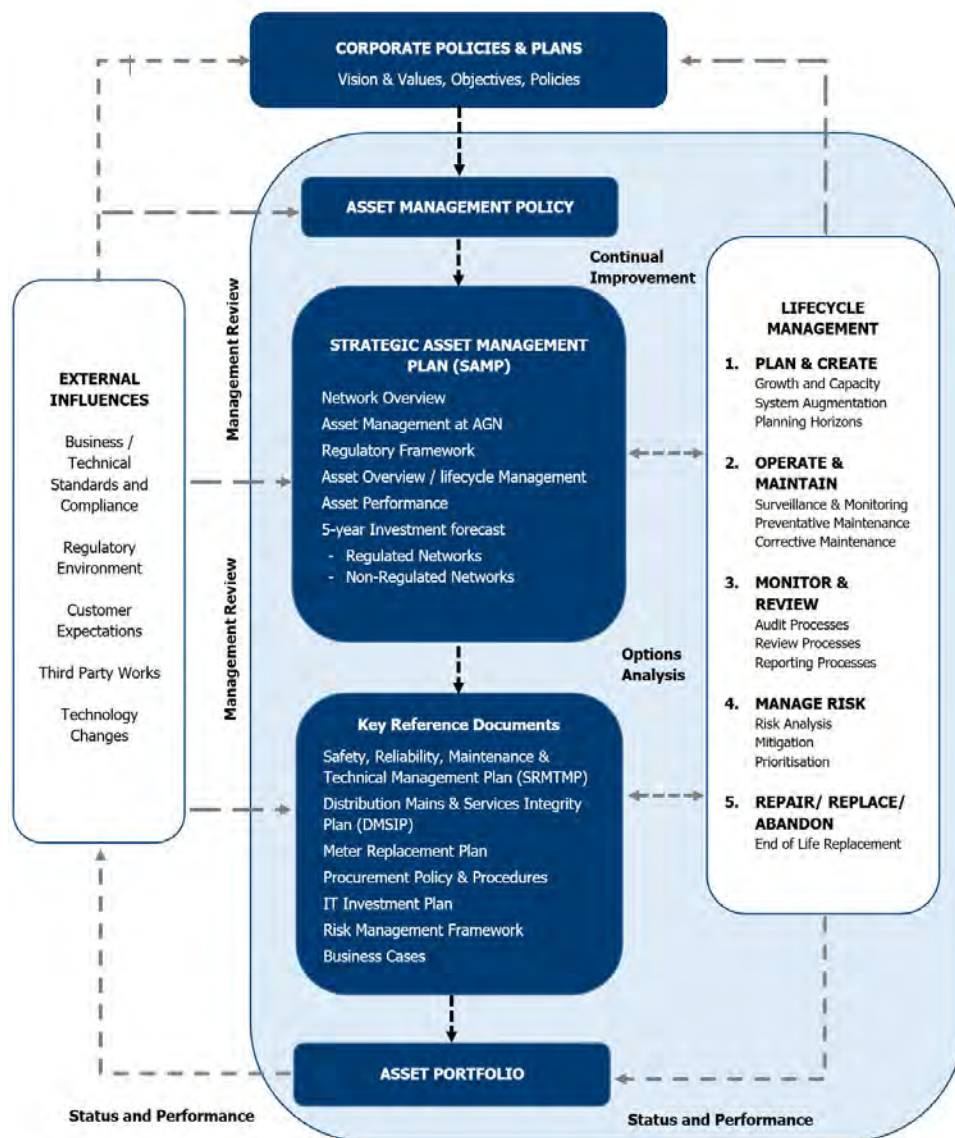 CORPORATE POLICIES & PLANS
Vision & Values, Objectives, Policies
ASSET MANAGEMENT POLICY
Continual
Improvement
Management Review
STRATEGIC ASSET MANAGEMENT
PLAN (SAMP)
Network Overview
Asset Management at AGN
Regulatory Framework
Asset Overview / lifecycle Management
Asset Performance
5-year Investment forecast
- Regulated Networks
- Non-Regulated Networks
EXTERNAL
INFLUENCES
Business /
Technical
Standards and
Compliance
Regulatory
Environment
Customer
Expectations
Third Party Works
Technology
Changes
Management Review
LIFECYCLE
MANAGEMENT
1. PLAN & CREATE
Growth and Capacity
System Augmentation
Planning Horizons
2. OPERATE &
MAINTAIN
Surveillance & Monitoring
Preventative Maintenance
Corrective Maintenance
3. MONITOR &
REVIEW
Audit Processes
Review Processes
Reporting Processes
4. MANAGE RISK
Risk Analysis
Mitigation
Prioritisation
5. REPAIR/ REPLACE/
ABANDON
End of Life Replacement
Options
Analysis
Key Reference Documents
Safety, Reliability, Maintenance &
Technical Management Plan (SRMTMP)
Distribution Mains & Services Integrity
Plan (DMSIP)
Meter Replacement Plan
Procurement Policy & Procedures
IT Investment Plan
Risk Management Framework
Business Cases
ASSET PORTFOLIO
Status and Performance
Status and Performance